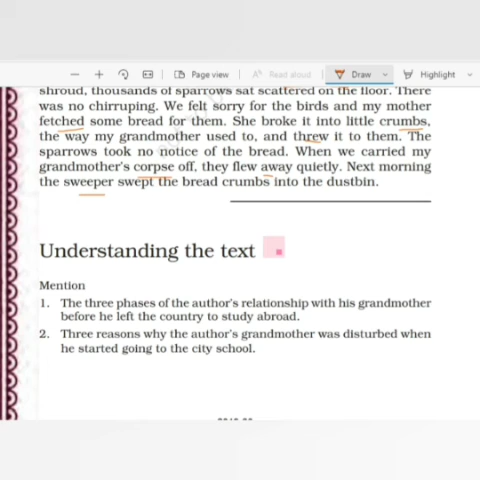 Page view
Read aloud
Draw
Highlight
shroud, thousands of sparrows sat scattered on the floor. There
was no chirruping. We felt sorry for the birds and my mother
fetched some bread for them. She broke it into little crumbs,
the way my grandmother used to, and threw it to them. The
sparrows took no notice of the bread. When we carried my
grandmother's corpse off, they flew away quietly. Next morning
the sweeper swept the bread crumbs into the dustbin.
Understanding the text
Mention
1. The three phases of the author's relationship with his grandmother
before he left the country to study abroad.
2. Three reasons why the author's grandmother was disturbed when
he started going to the city school.